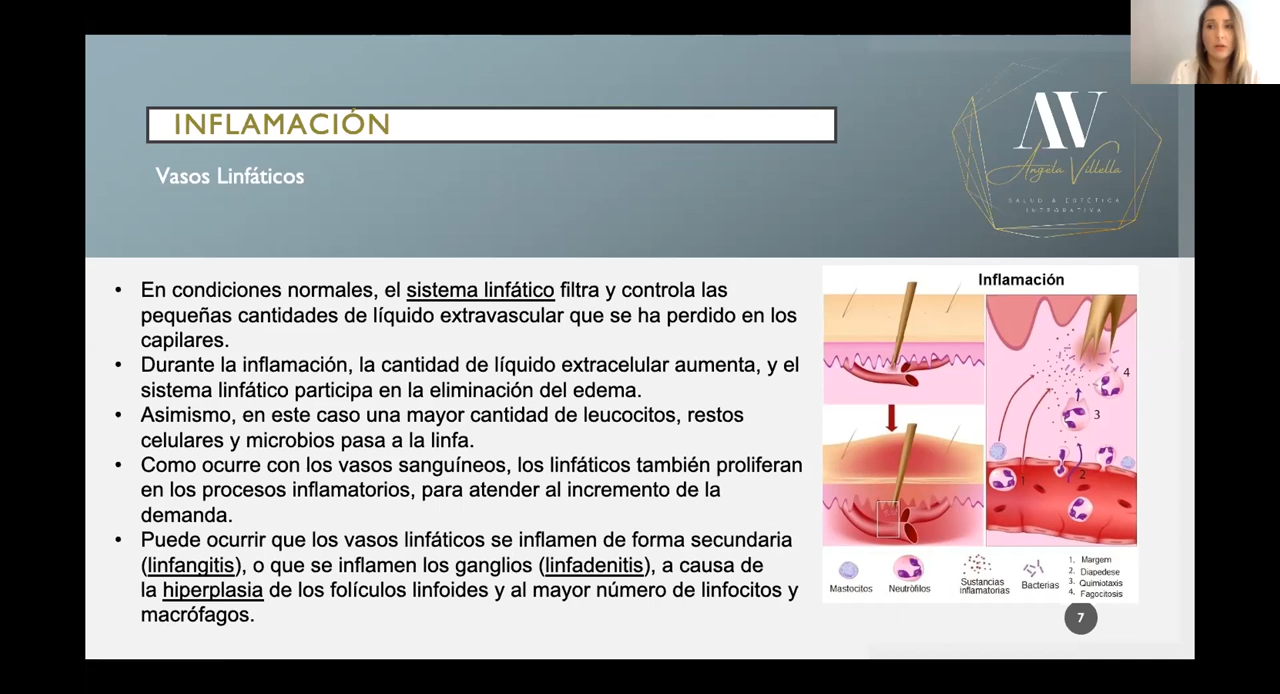 INFLAMACIÓN
Vasos Linfáticos
AV
Angela Villella
SALUD & ESTÉTICA
INTEGRATIVA
• En condiciones normales, el sistema linfático filtra y controla las
pequeñas cantidades de líquido extravascular que se ha perdido en los
capilares.
• Durante la inflamación, la cantidad de líquido extracelular aumenta, y el
sistema linfático participa en la eliminación del edema.
• Asimismo, en este caso una mayor cantidad de leucocitos, restos
celulares y microbios pasa a la linfa.
• Como ocurre con los vasos sanguíneos, los linfáticos también proliferan
en los procesos inflamatorios, para atender al incremento de la
demanda.
• Puede ocurrir que los vasos linfáticos se inflamen de forma secundaria
(linfangitis), o que se inflamen los ganglios (linfadenitis), a causa de
la hiperplasia de los folículos linfoides y al mayor número de linfocitos y
macrófagos.
Inflamación
1
2
3
4
Mastocitos
Neutrófilos
Sustancias
inflamatorias
Bacterias
1. Margem
2. Diapedese
3. Quimiotaxis
4. Fagocitosis
7